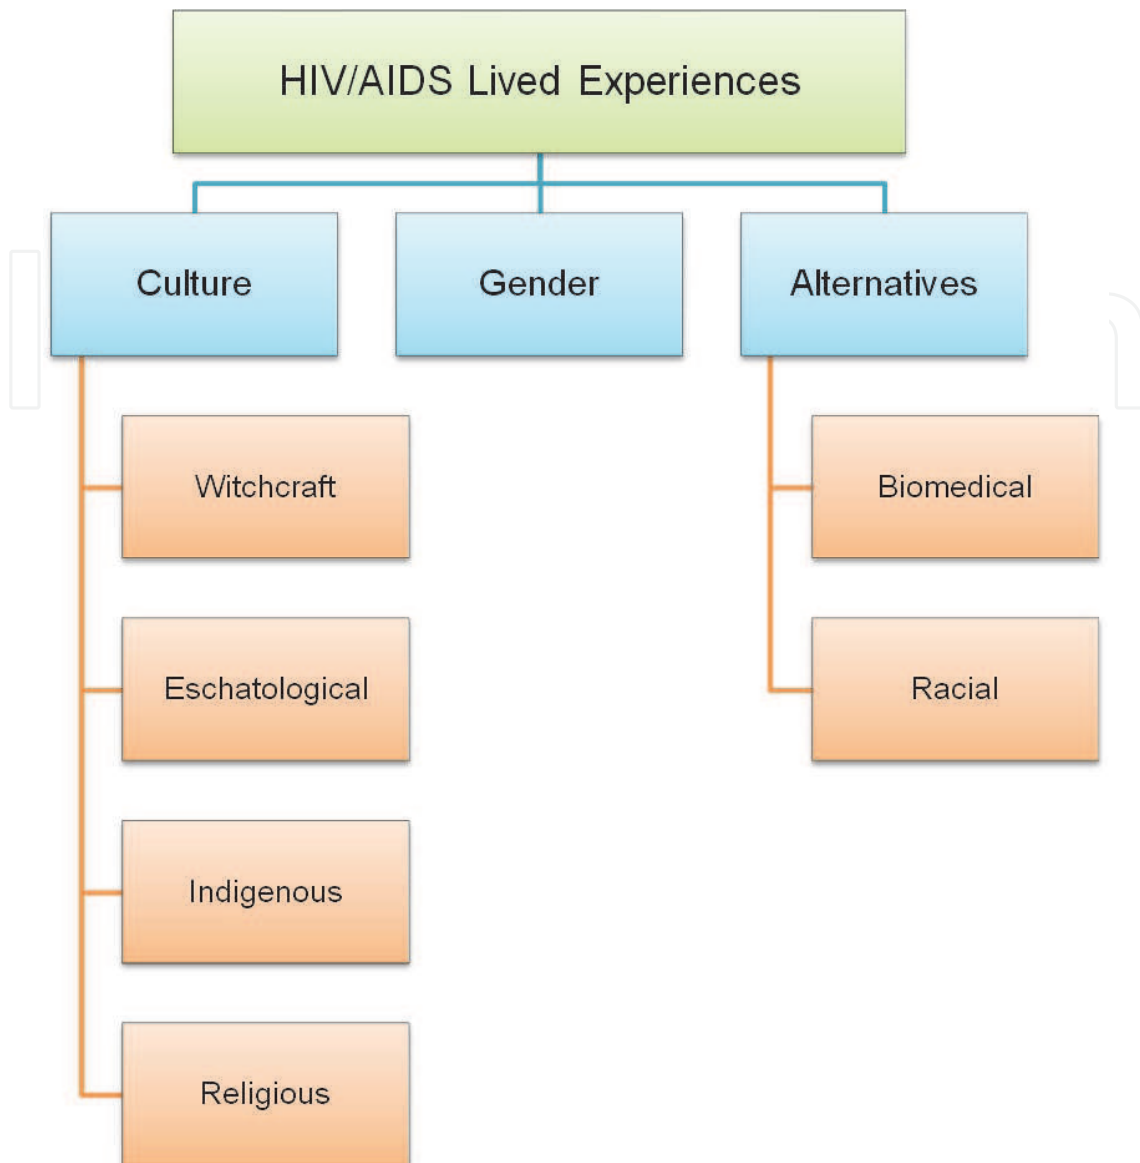 HIV/AIDS Lived Experiences
Culture
Gender
Alternatives
Witchcraft
Biomedical
Eschatological
Racial
Indigenous
Religious